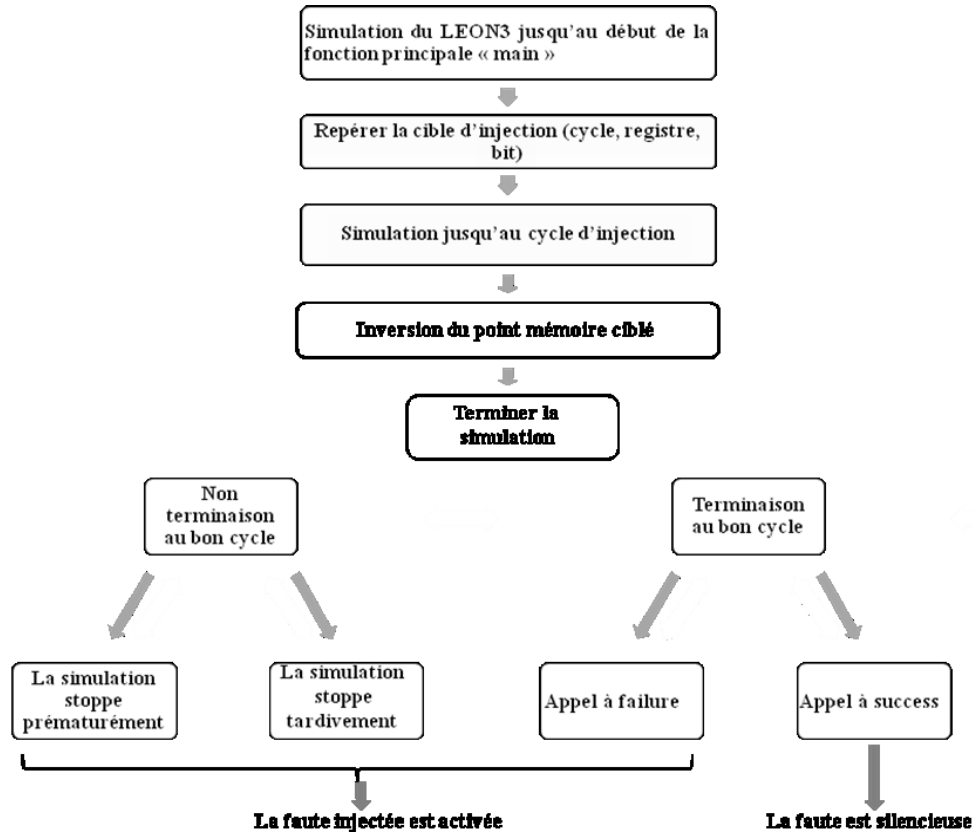 Simulation du LEON3 jusqu'au début de la
fonction principale « main »
Repérer la cible d'injection (cycle, registre,
bit)
Simulation jusqu'au cycle d'injection
Inversion du point mémoire ciblé
Terminer la
simulation
Non
terminaison
au bon cycle
Terminaison
au bon cycle
La simulation
stoppe
prématurément
La simulation
stoppe
tardivement
Appel à failure
Appel à success
La faute injectée est activée
La faute est silencieuse